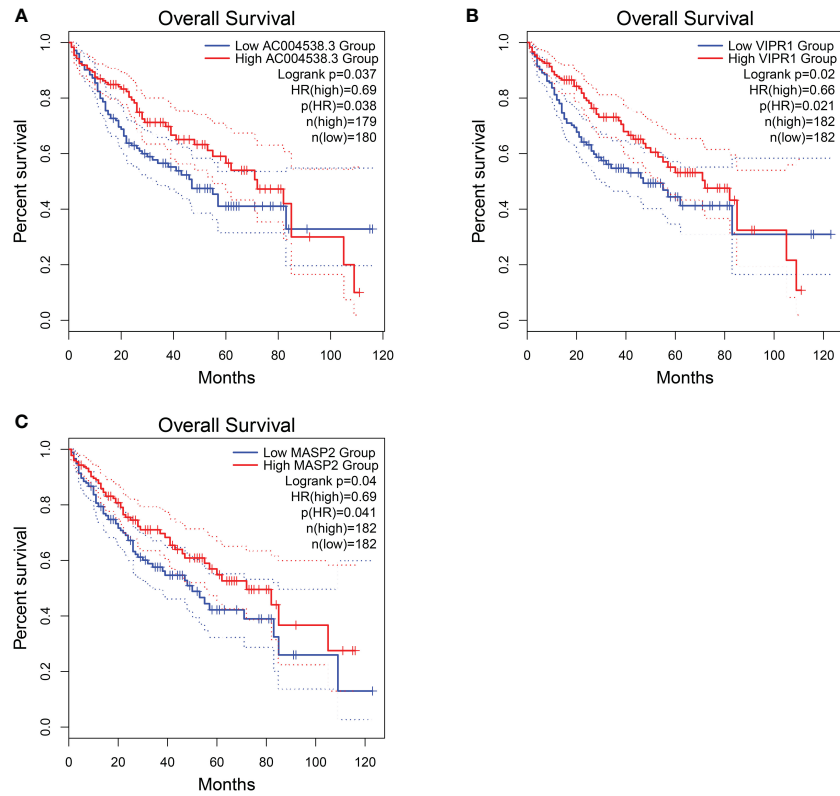 A
Overall Survival
Low AC004538.3 Group
High AC004538.3 Group
Logrank p=0.037
HR(high)=0.69
p(HR)=0.038
n(high)=179
n(low)=180
Percent survival
1.0
0.8
0.6
0.4
0.2
0.0
0 20 40 60 80 100 120
Months
B
Overall Survival
Low VIPR1 Group
High VIPR1 Group
Logrank p=0.02
HR(high)=0.66
p(HR)=0.021
n(high)=182
n(low)=182
Percent survival
1.0
0.8
0.6
0.4
0.2
0.0
0 20 40 60 80 100 120
Months
C
Overall Survival
Low MASP2 Group
High MASP2 Group
Logrank p=0.04
HR(high)=0.69
p(HR)=0.041
n(high)=182
n(low)=182
Percent survival
1.0
0.8
0.6
0.4
0.2
0.0
0 20 40 60 80 100 120
Months